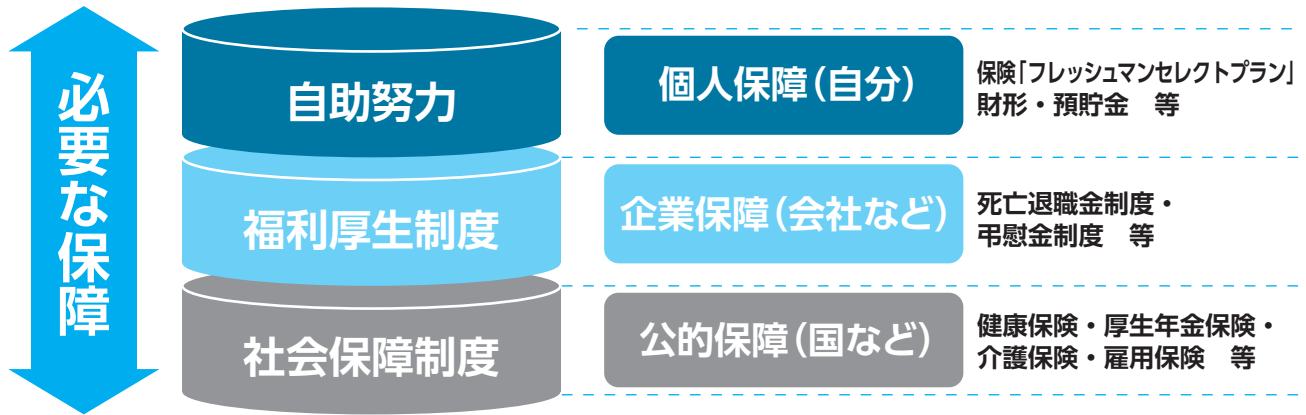 必要な保障
自助努力
個人保障（自分）
保険「フレッシュマンセレクトプラン」
財形・預貯金　等
福利厚生制度
企業保障（会社など）
死亡退職金制度・
弔慰金制度　等
社会保障制度
公的保障（国など）
健康保険・厚生年金保険・
介護保険・雇用保険　等